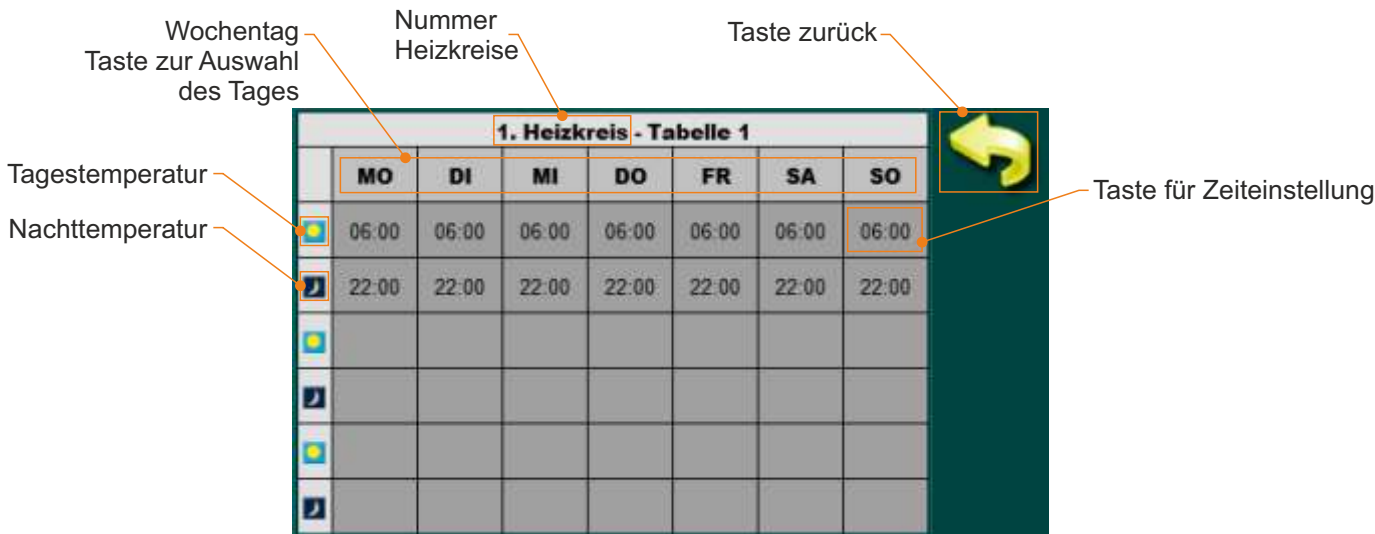 Wochentag
Taste zur Auswahl
des Tages
Nummer
Heizkreise
Taste zurück
1. Heizkreis - Tabelle 1
MO DI MI DO FR SA SO
Tagestemperatur
06:00 06:00 06:00 06:00 06:00 06:00 06:00
Taste für Zeiteinstellung
Nachttemperatur
22:00 22:00 22:00 22:00 22:00 22:00 22:00